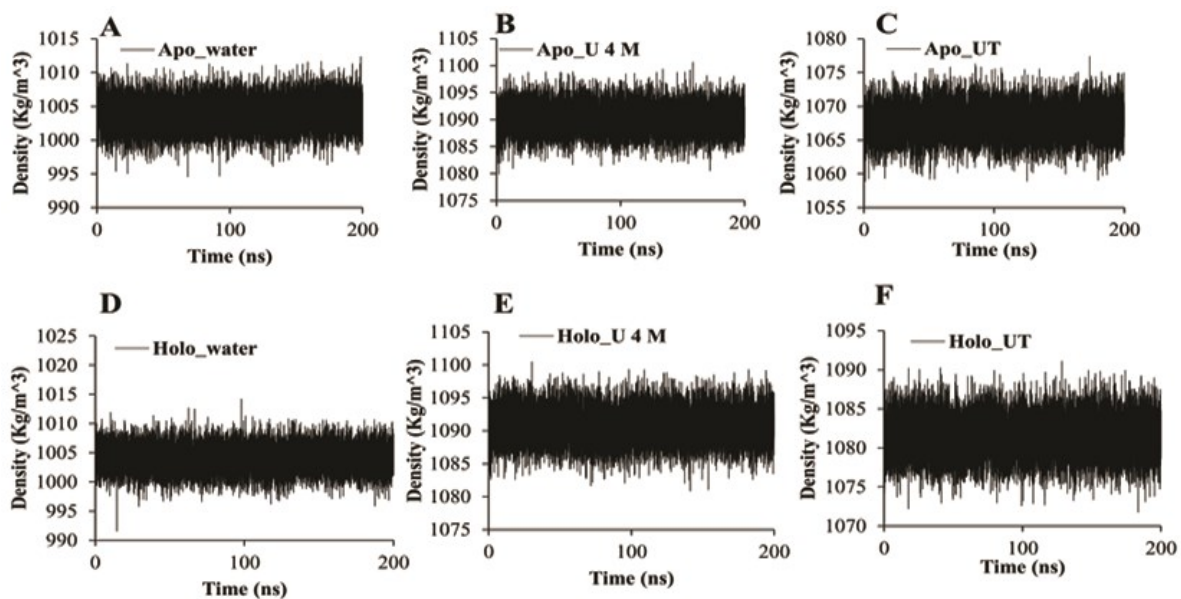 A
Apo_water
Density (Kg/m^3)
1015
1010
1005
1000
995
990
0
100
200
Time (ns)
B
Apo_U 4 M
Density (Kg/m^3)
1105
1100
1095
1090
1085
1080
1075
0
100
200
Time (ns)
C
Apo_UT
Density (Kg/m^3)
1080
1075
1070
1065
1060
1055
0
100
200
Time (ns)
D
Holo_water
Density (Kg/m^3)
1025
1020
1015
1010
1005
1000
995
990
0
100
200
Time (ns)
E
Holo_U 4 M
Density (Kg/m^3)
1105
1100
1095
1090
1085
1080
1075
0
100
200
Time (ns)
F
Holo_UT
Density (Kg/m^3)
1095
1090
1085
1080
1075
1070
0
100
200
Time (ns)